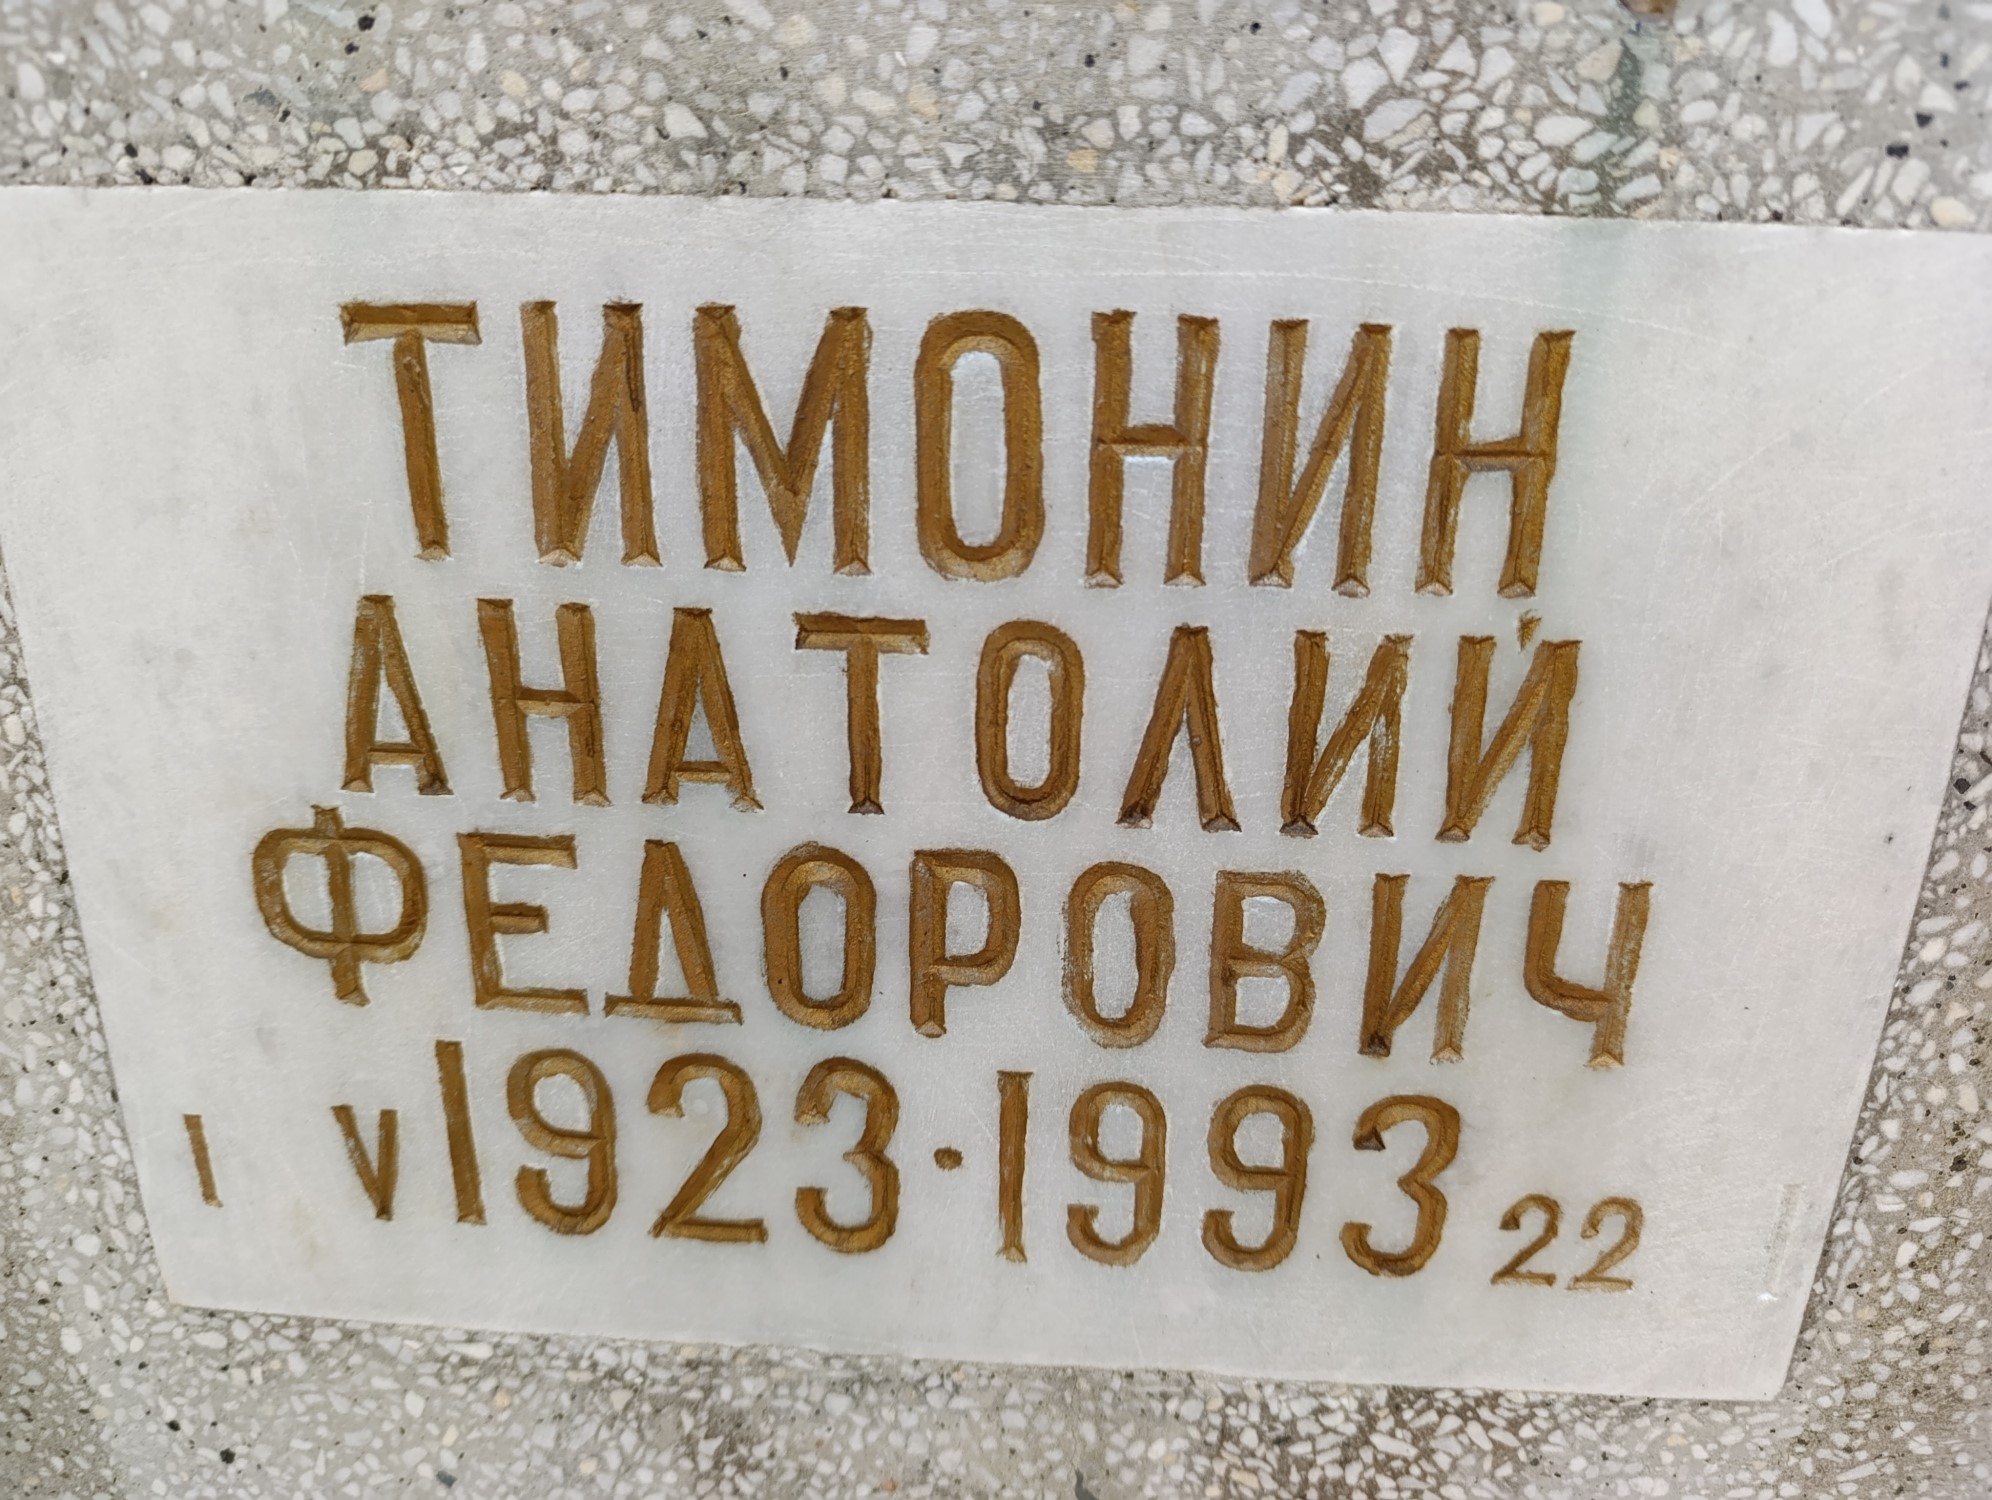 ТИМОНИН
АНАТОЛИЙ
ФЕДОРОВИЧ
I V 1923 · 1993 22